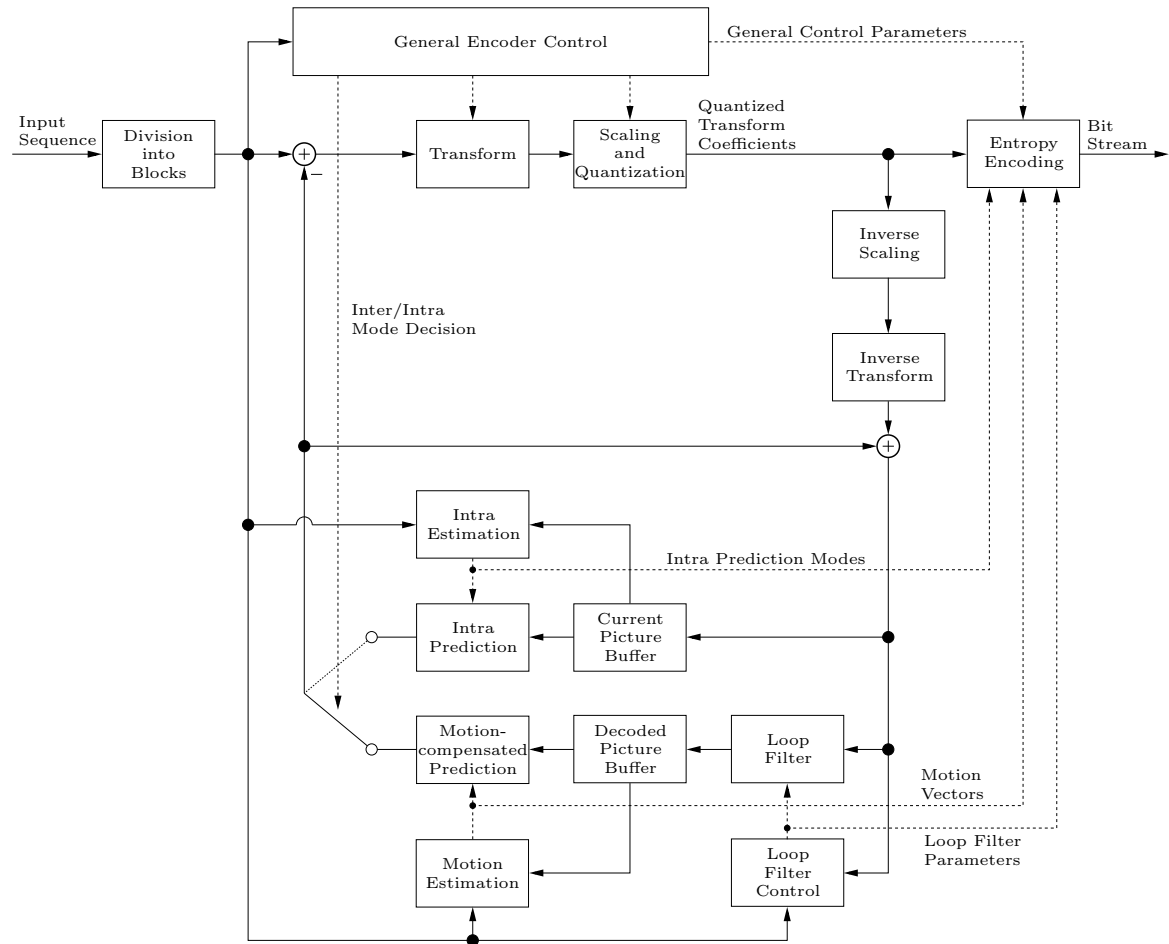 General Encoder Control
General Control Parameters
Input
Sequence
Division
into
Blocks
+
−
Transform
Scaling
and
Quantization
Quantized
Transform
Coefficients
Entropy
Encoding
Bit
Stream
Inverse
Scaling
Inter/Intra
Mode Decision
Inverse
Transform
+
Intra
Estimation
Intra Prediction Modes
Intra
Prediction
Current
Picture
Buffer
Motion-
compensated
Prediction
Decoded
Picture
Buffer
Loop
Filter
Motion
Vectors
Motion
Estimation
Loop
Filter
Control
Loop Filter
Parameters